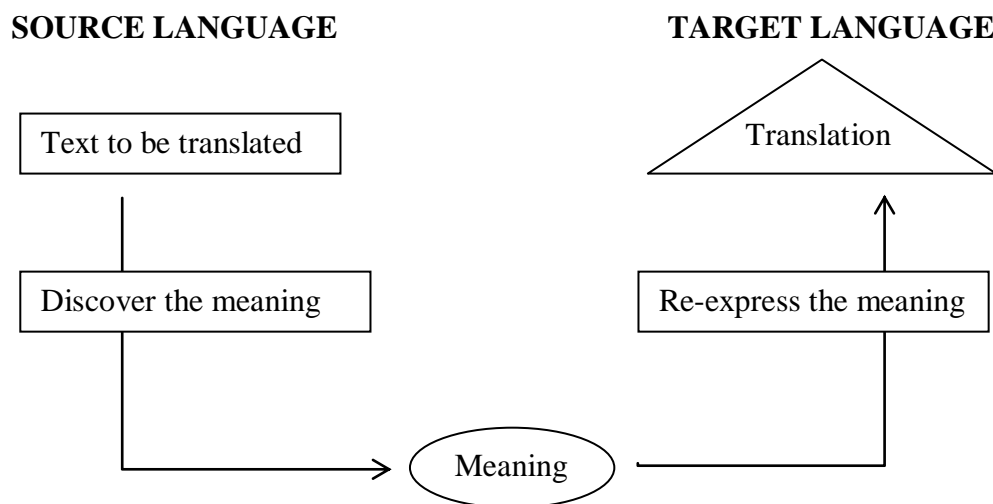 SOURCE LANGUAGE
TARGET LANGUAGE
Text to be translated
Translation
Discover the meaning
Re-express the meaning
Meaning